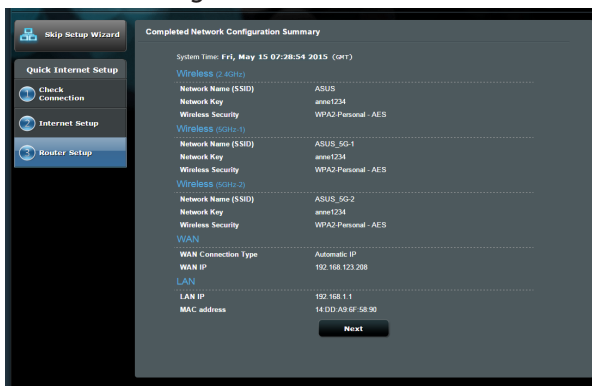 Skip Setup Wizard
Quick Internet Setup
1 Check
Connection
2 Internet Setup
3 Router Setup
Completed Network Configuration Summary
System Time: Fri, May 15 07:28:54 2015 (GMT)
Wireless (2.4GHz)
Network Name (SSID) ASUS
Network Key anne1234
Wireless Security WPA2-Personal - AES
Wireless (5GHz-1)
Network Name (SSID) ASUS_5G-1
Network Key anne1234
Wireless Security WPA2-Personal - AES
Wireless (5GHz-2)
Network Name (SSID) ASUS_5G-2
Network Key anne1234
Wireless Security WPA2-Personal - AES
WAN
WAN Connection Type Automatic IP
WAN IP 192.168.123.208
LAN
LAN IP 192.168.1.1
MAC address 14:DD:A9:6F:58:90
Next